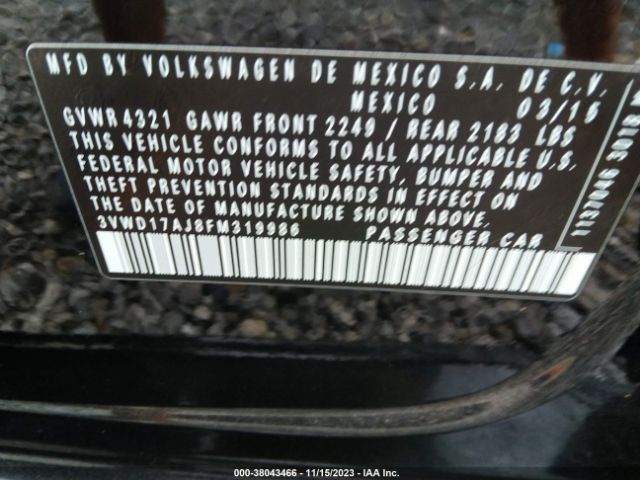 MFD BY VOLKSWAGEN DE MEXICO S.A. DE C.V.
MEXICO 03/15
GVWR 4321 GAWR FRONT 2249 / REAR 2183 LBS
THIS VEHICLE CONFORMS TO ALL APPLICABLE U.S.
FEDERAL MOTOR VEHICLE SAFETY, BUMPER AND
THEFT PREVENTION STANDARDS IN EFFECT ON
THE DATE OF MANUFACTURE SHOWN ABOVE.
3VWD17AJ8FM319986 PASSENGER CAR
000-38043466 - 11/15/2023 - IAA Inc.